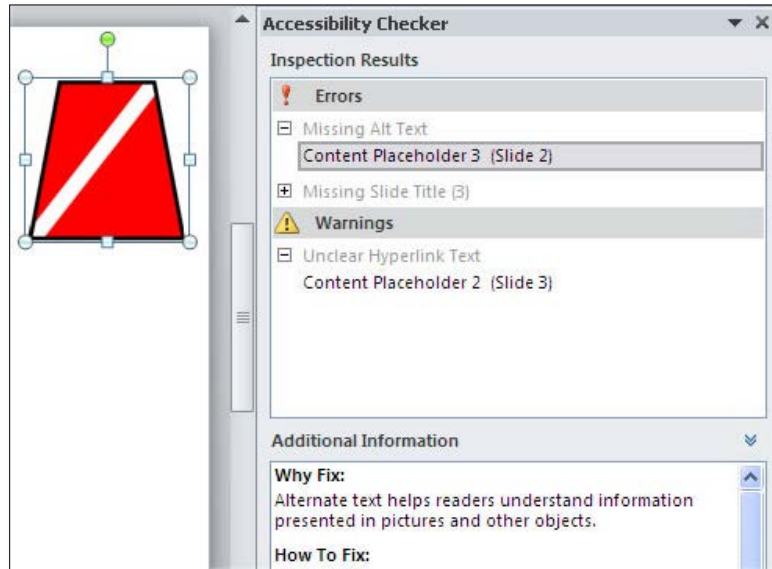 Accessibility Checker
Inspection Results
Errors
Missing Alt Text
Content Placeholder 3 (Slide 2)
Missing Slide Title (3)
Warnings
Unclear Hyperlink Text
Content Placeholder 2 (Slide 3)
Additional Information
Why Fix:
Alternate text helps readers understand information
presented in pictures and other objects.
How To Fix: